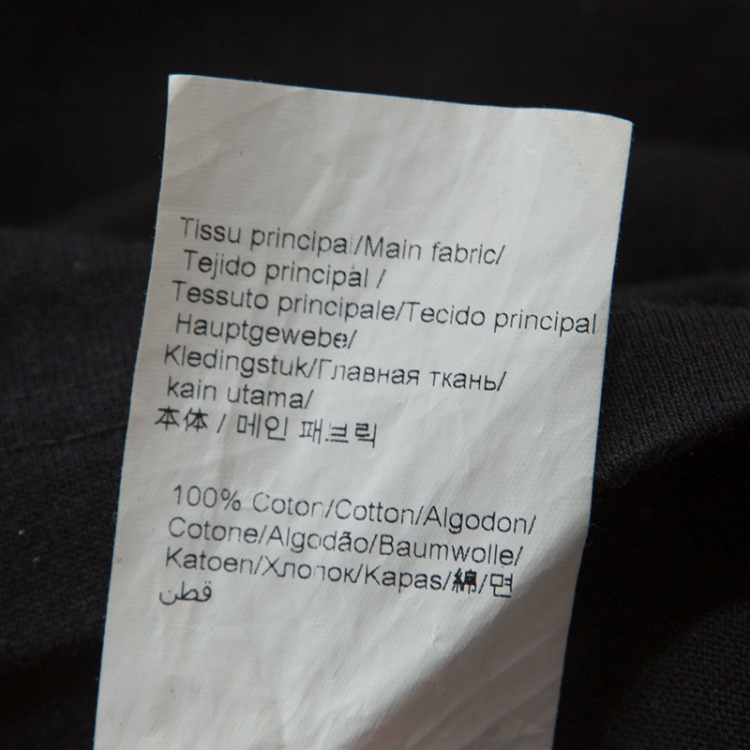 Tissu principal/Main fabric/
Tejido principal /
Tessuto principale/Tecido principal
Hauptgewebe/
Kledingstuk/Главная ткань/
kain utama/
本体 / 메인 패브릭
100% Coton/Cotton/Algodon/
Cotone/Algodão/Baumwolle/
Katoen/Хлопок/Kapas/綿/면
قطن